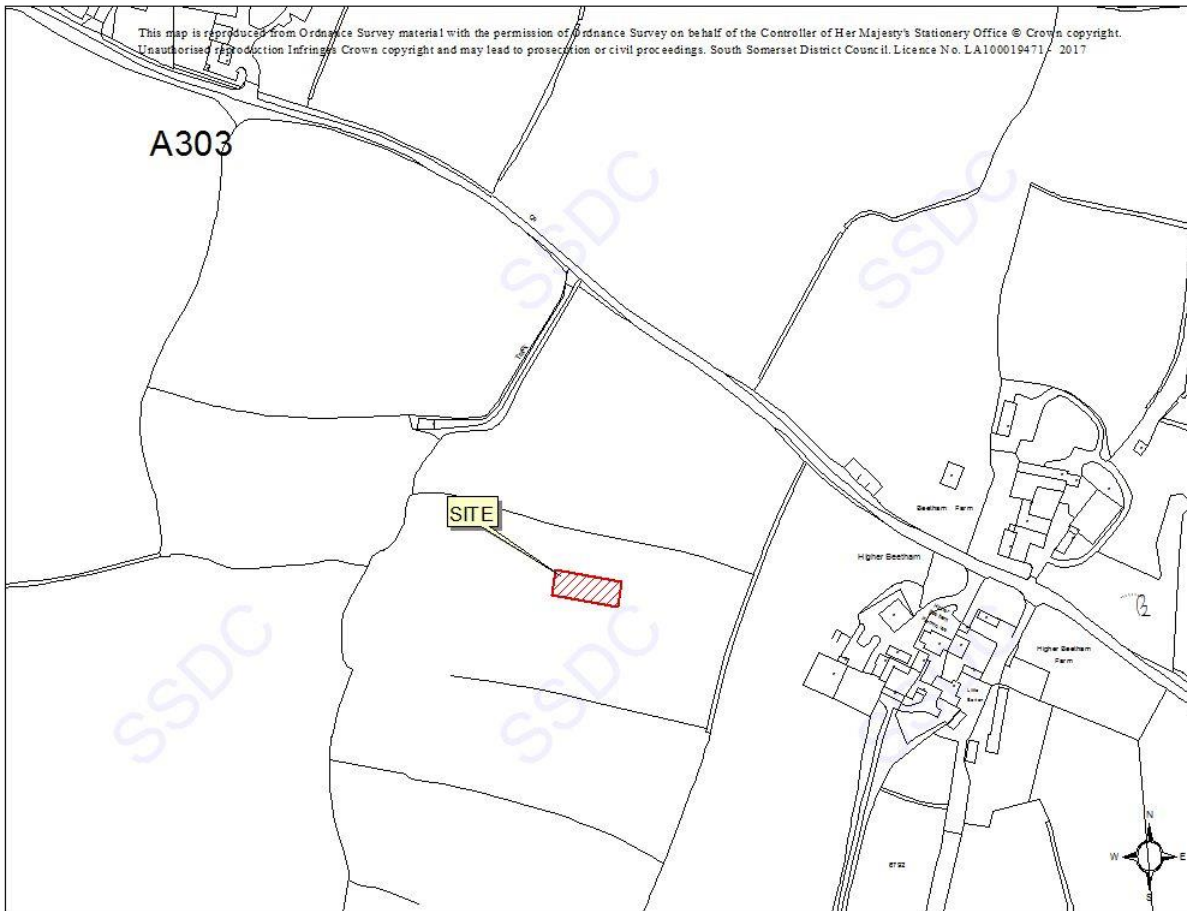 This map is reproduced from Ordnance Survey material with the permission of Ordnance Survey on behalf of the Controller of Her Majesty's Stationery Office © Crown copyright.
Unauthorised reproduction Infringes Crown copyright and may lead to prosecution or civil proceedings. South Somerset District Council. Licence No. LA100019471 - 2017
A303
SSDC
SSDC
Track
SITE
Beetham Farm
Higher Beetham
Higher Beetham
Farm
SSDC
SSDC
SSDC
6792
N
W
E
S